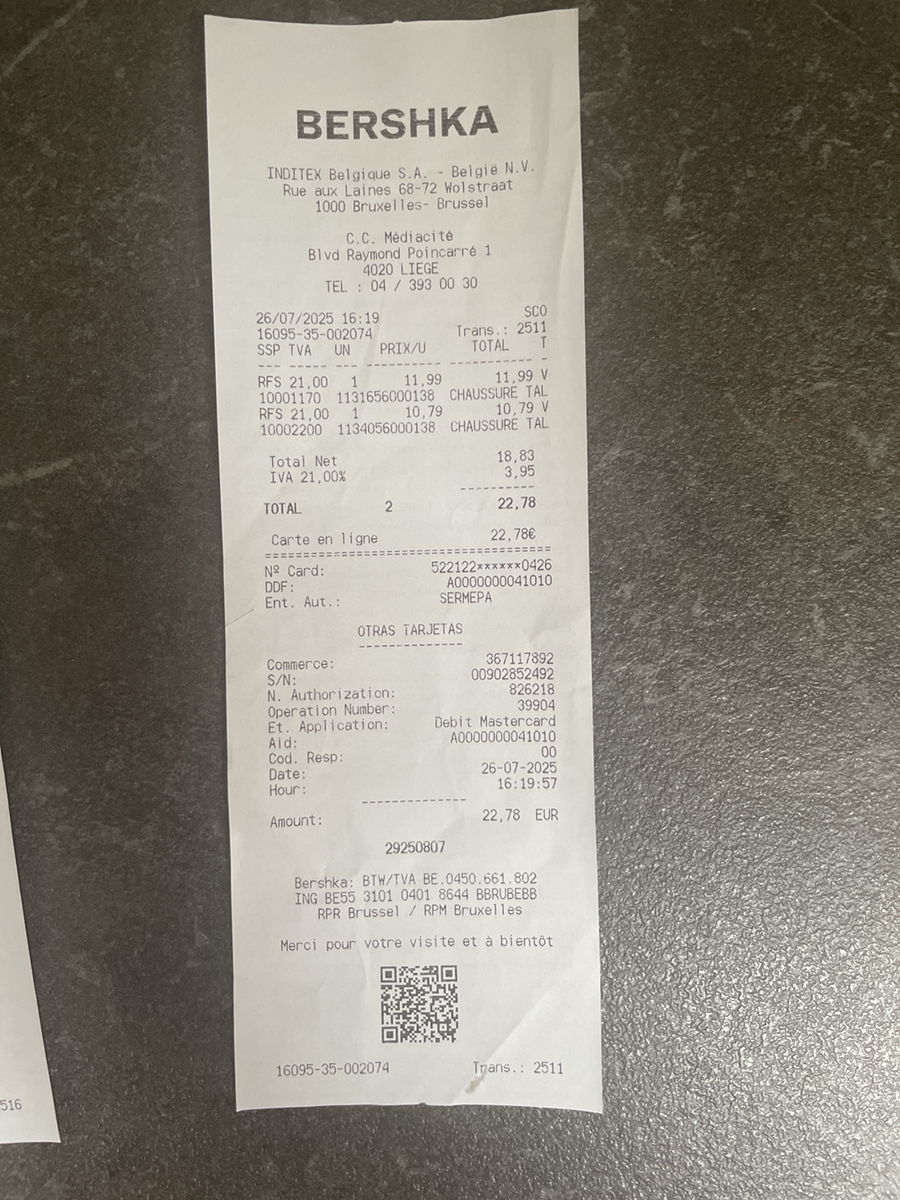 BERSHKA
INDITEX Belgique S.A. - België N.V.
Rue aux Laines 68-72 Wolstraat
1000 Bruxelles- Brussel
C.C. Médiacité
Blvd Raymond Poincarré 1
4020 LIEGE
TEL : 04 / 393 00 30
26/07/2025 16:19 SCO
16095-35-002074 Trans.: 2511
SSP TVA UN PRIX/U TOTAL T
--- ----- --- ---------- ----------- -
RFS 21,00 1 11,99 11,99 V
10001170 1131656000138 CHAUSSURE TAL
RFS 21,00 1 10,79 10,79 V
10002200 1134056000138 CHAUSSURE TAL
Total Net 18,83
IVA 21,00% 3,95
----------
TOTAL 2 22,78
Carte en ligne 22,78€
======================================
Nº Card: 522122******0426
DDF: A0000000041010
Ent. Aut.: SERMEPA
OTRAS TARJETAS
--------------
Commerce: 367117892
S/N: 00902852492
N. Authorization: 826218
Operation Number: 39904
Et. Application: Debit Mastercard
Aid: A0000000041010
Cod. Resp: 00
Date: 26-07-2025
Hour: 16:19:57
--------------
Amount: 22,78 EUR
29250807
Bershka: BTW/TVA BE.0450.661.802
ING BE55 3101 0401 8644 BBRUBEBB
RPR Brussel / RPM Bruxelles
Merci pour votre visite et à bientôt
16095-35-002074 Trans.: 2511
516